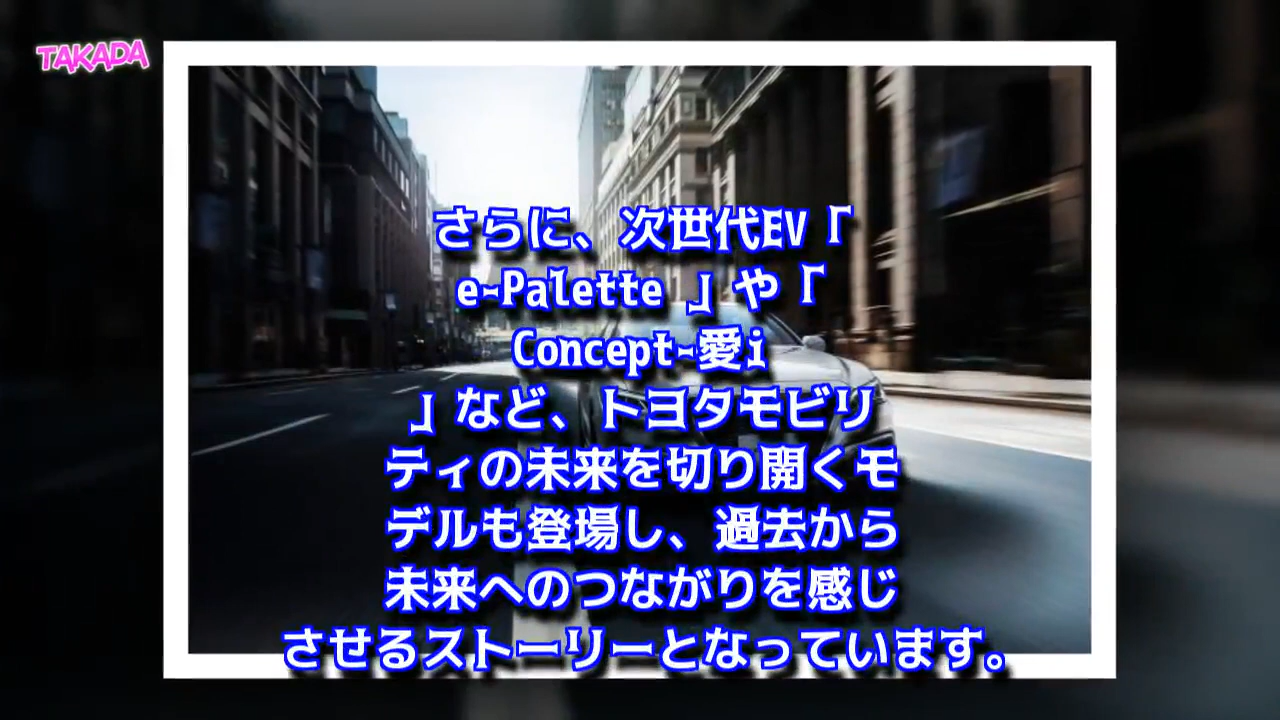 TAKADA
さらに、次世代EV「
e-Palette 」や「
Concept-愛i
」など、トヨタモビリ
ティの未来を切り開くモ
デルも登場し、過去から
未来へのつながりを感じ
させるストーリーとなっています。